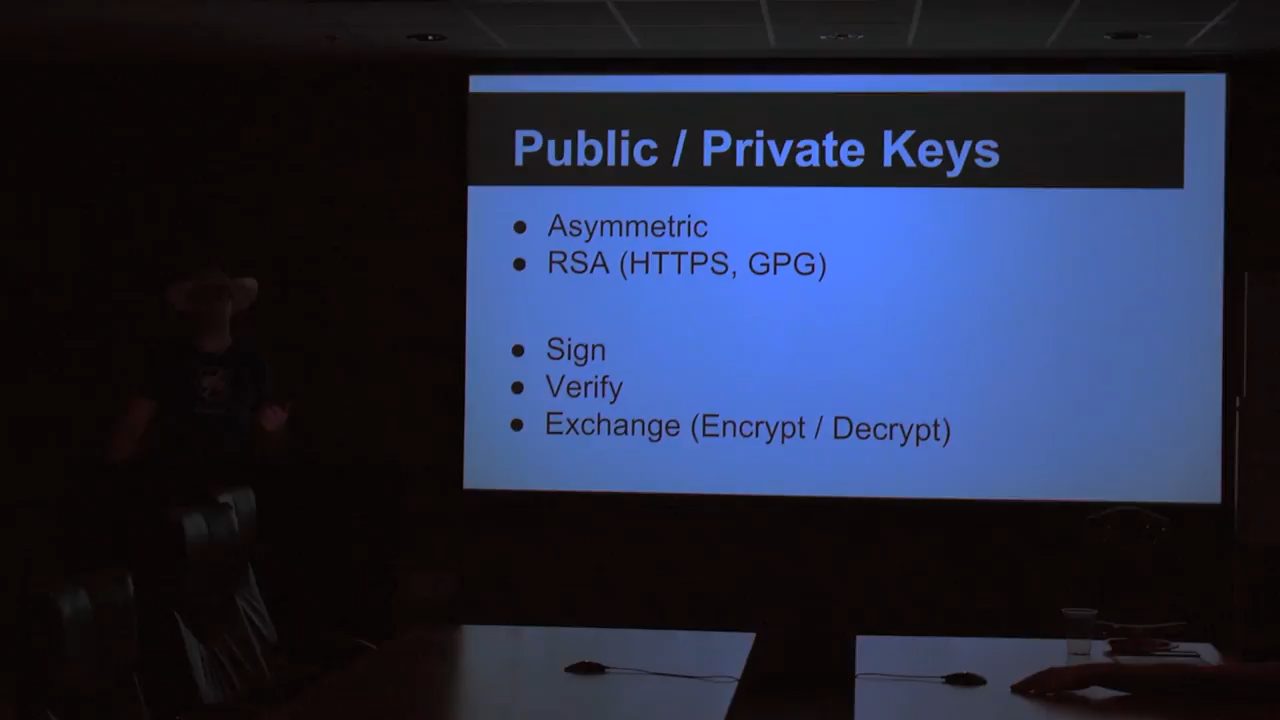 Public / Private Keys
● Asymmetric
● RSA (HTTPS, GPG)
● Sign
● Verify
● Exchange (Encrypt / Decrypt)